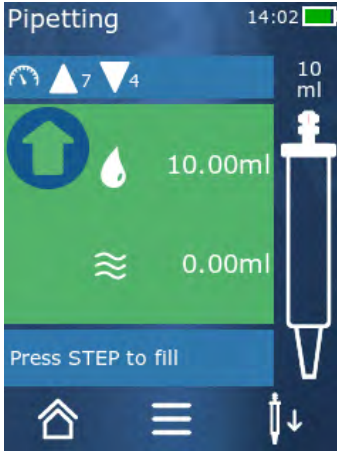 Pipetting 14:02
7 4
10
ml
10.00ml
0.00ml
Press STEP to fill